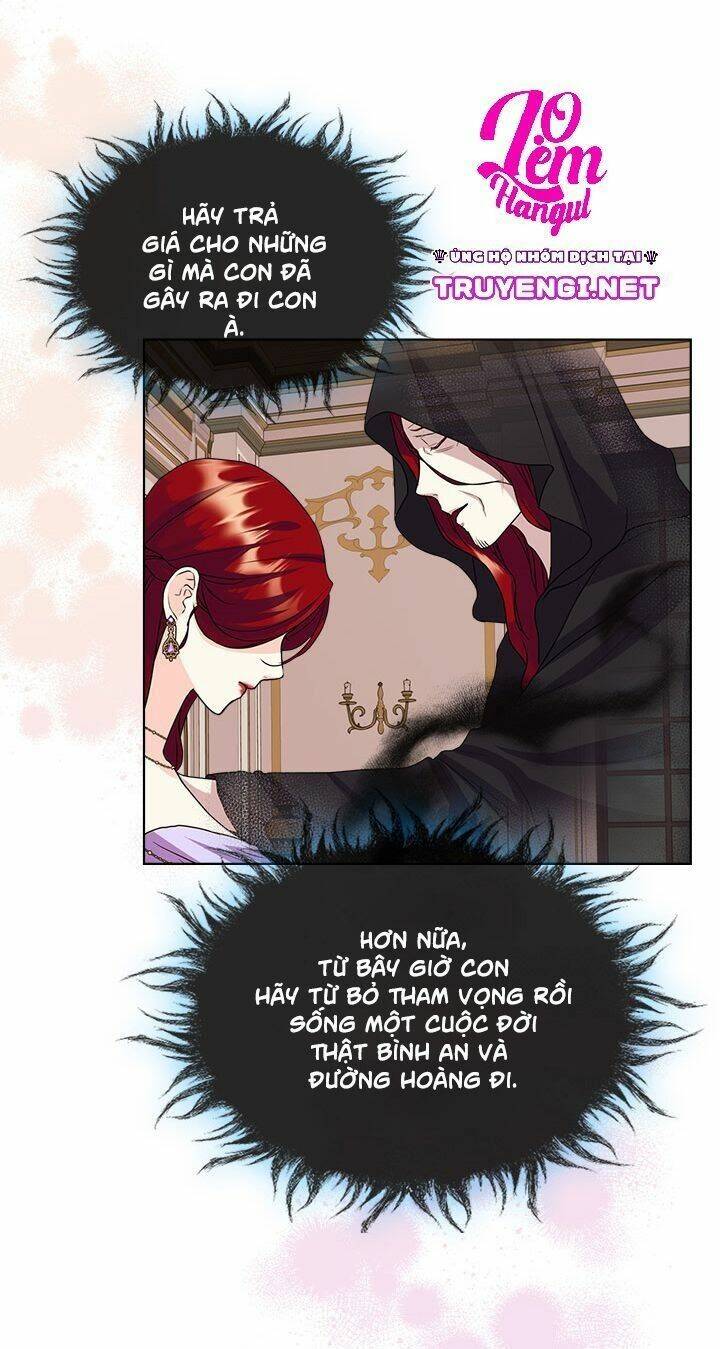 Lọ Lem
Hangul
ỦNG HỘ NHÓM DỊCH TẠI
TRUYENGI.NET
HÃY TRẢ
GIÁ CHO NHỮNG
GÌ MÀ CON ĐÃ
GÂY RA ĐI CON
À.
HƠN NỮA,
TỪ BÂY GIỜ CON
HÃY TỪ BỎ THAM VỌNG RỒI
SỐNG MỘT CUỘC ĐỜI
THẬT BÌNH AN VÀ
ĐƯỜNG HOÀNG ĐI.